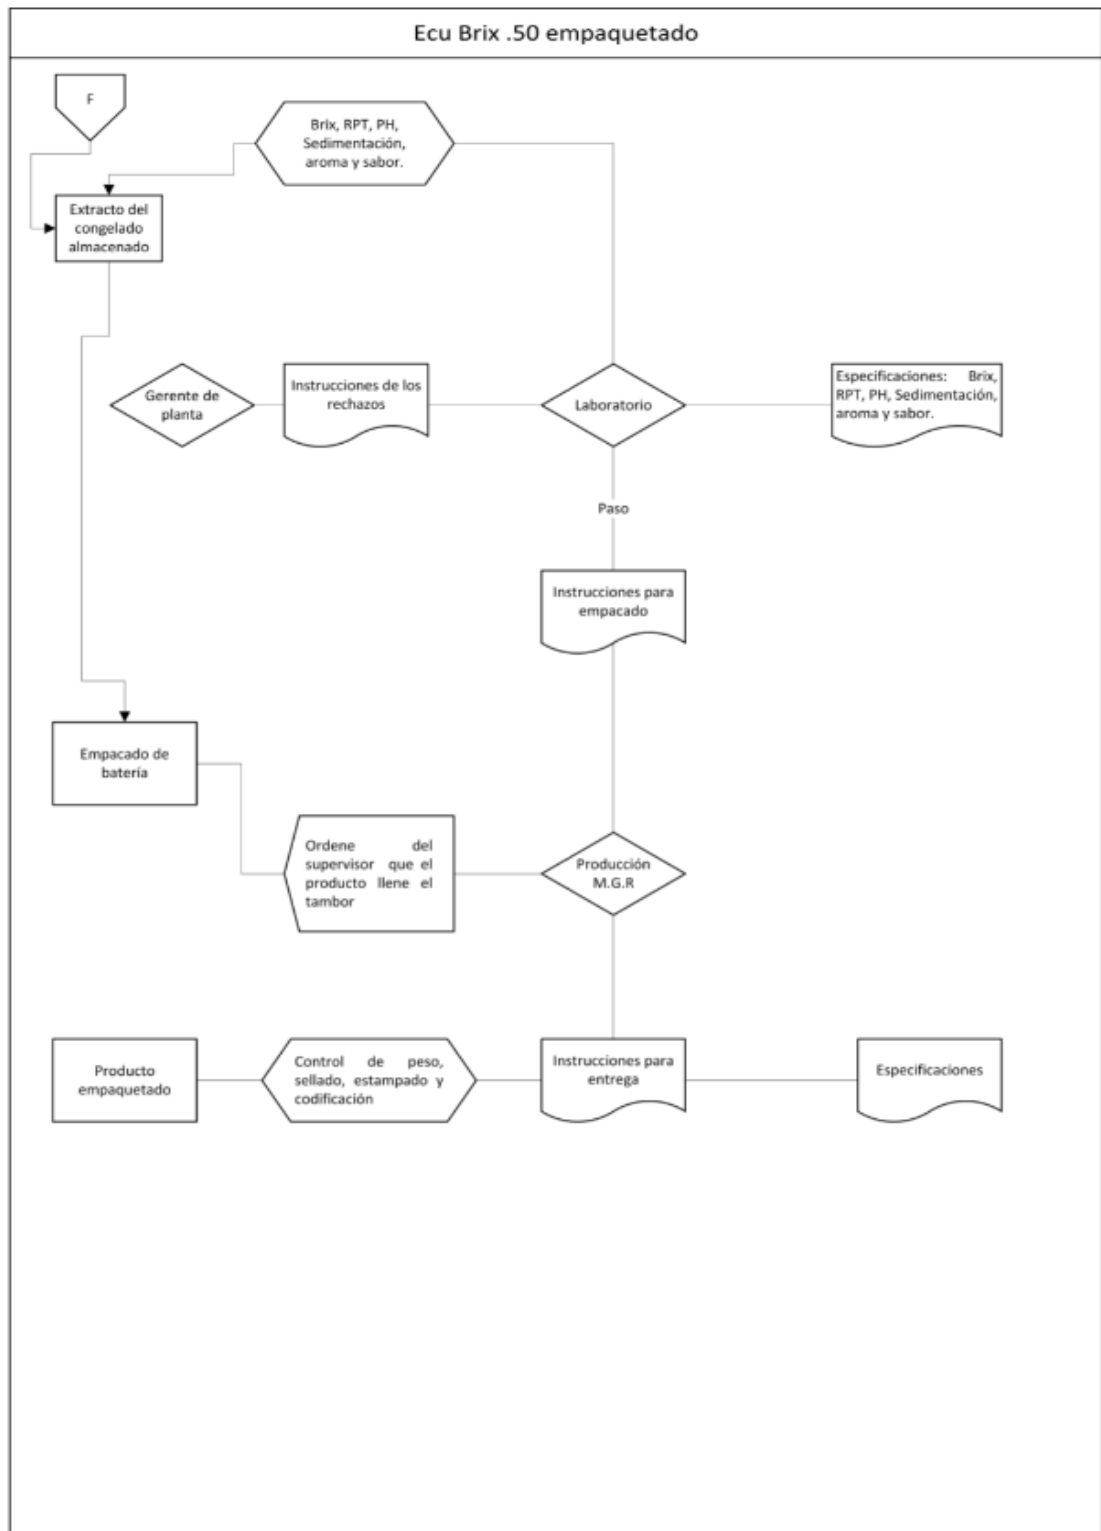 Ecu Brix .50 empaquetado
F
Brix, RPT, PH,
Sedimentación,
aroma y sabor.
Extracto del
congelado
almacenado
Gerente de
planta
Instrucciones de los
rechazos
Laboratorio
Especificaciones: Brix,
RPT, PH, Sedimentación,
aroma y sabor.
Paso
Instrucciones para
empacado
Empacado de
batería
Ordene del
supervisor que el
producto llene el
tambor
Producción
M.G.R
Producto
empaquetado
Control de peso,
sellado, estampado y
codificación
Instrucciones para
entrega
Especificaciones